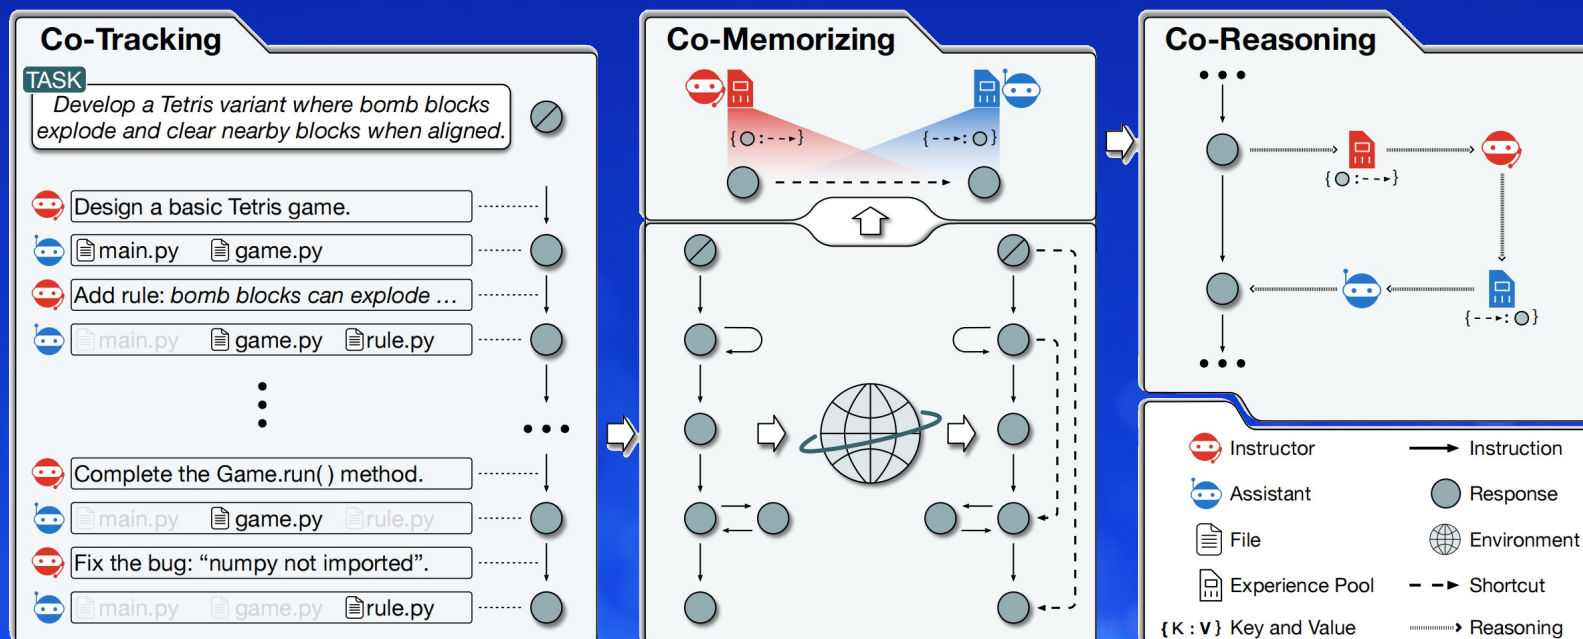 Co-Tracking
TASK
Develop a Tetris variant where bomb blocks
explode and clear nearby blocks when aligned.
Design a basic Tetris game.
main.py game.py
Add rule: bomb blocks can explode ...
main.py game.py rule.py
Complete the Game.run( ) method.
main.py game.py rule.py
Fix the bug: “numpy not imported”.
main.py game.py rule.py
Co-Memorizing
{ : }
{ : }
Co-Reasoning
{ : }
{ : }
Instructor
Instruction
Assistant
Response
File
Environment
Experience Pool
Shortcut
{ K : V } Key and Value
Reasoning